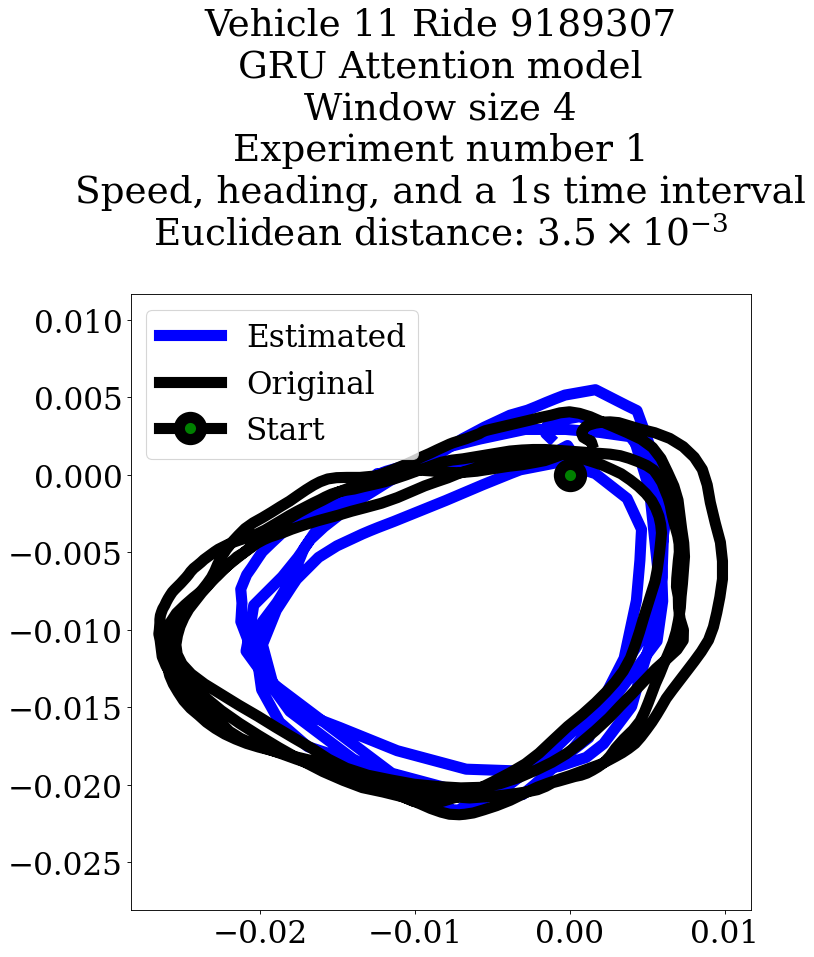 Vehicle 11 Ride 9189307
GRU Attention model
Window size 4
Experiment number 1
Speed, heading, and a 1s time interval
Euclidean distance: 3.5 × 10⁻³
Estimated
Original
Start
0.010
0.005
0.000
−0.005
−0.010
−0.015
−0.020
−0.025
−0.02
−0.01
0.00
0.01